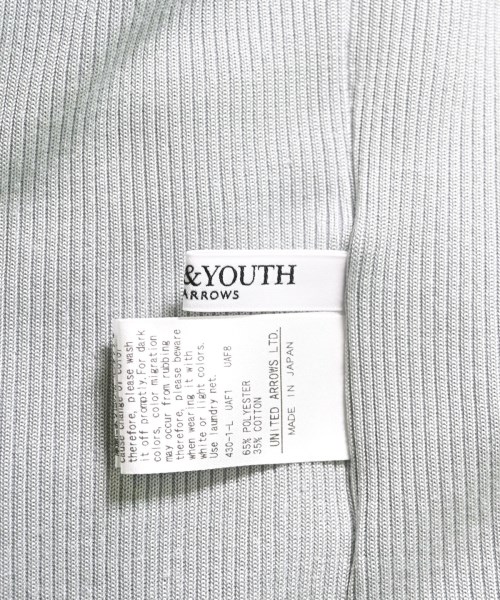 &YOUTH
ARROWS
therefore, please wash
it off promptly.For dark
colors, color migration
may occur from rubbing
therefore, please beware
when wearing it with
white or light colors.
Use laundry net.
430-1-L UAF1 UAF8
65% POLYESTER
35% COTTON
UNITED ARROWS LTD.
MADE IN JAPAN